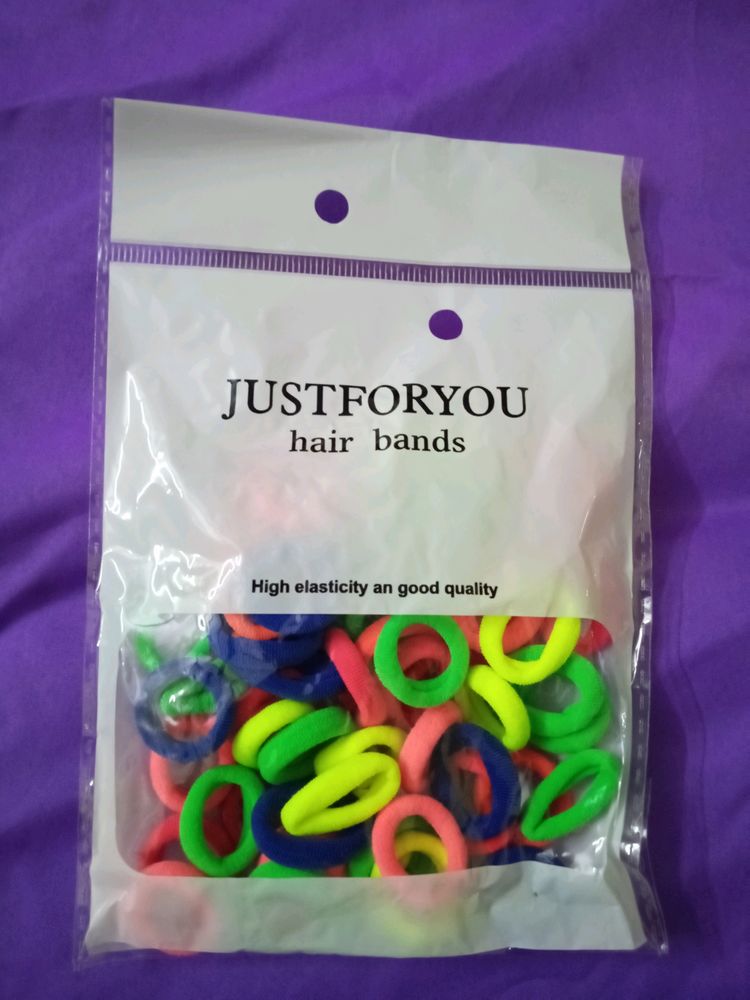 JUSTFORYOU
hair bands
High elasticity an good quality